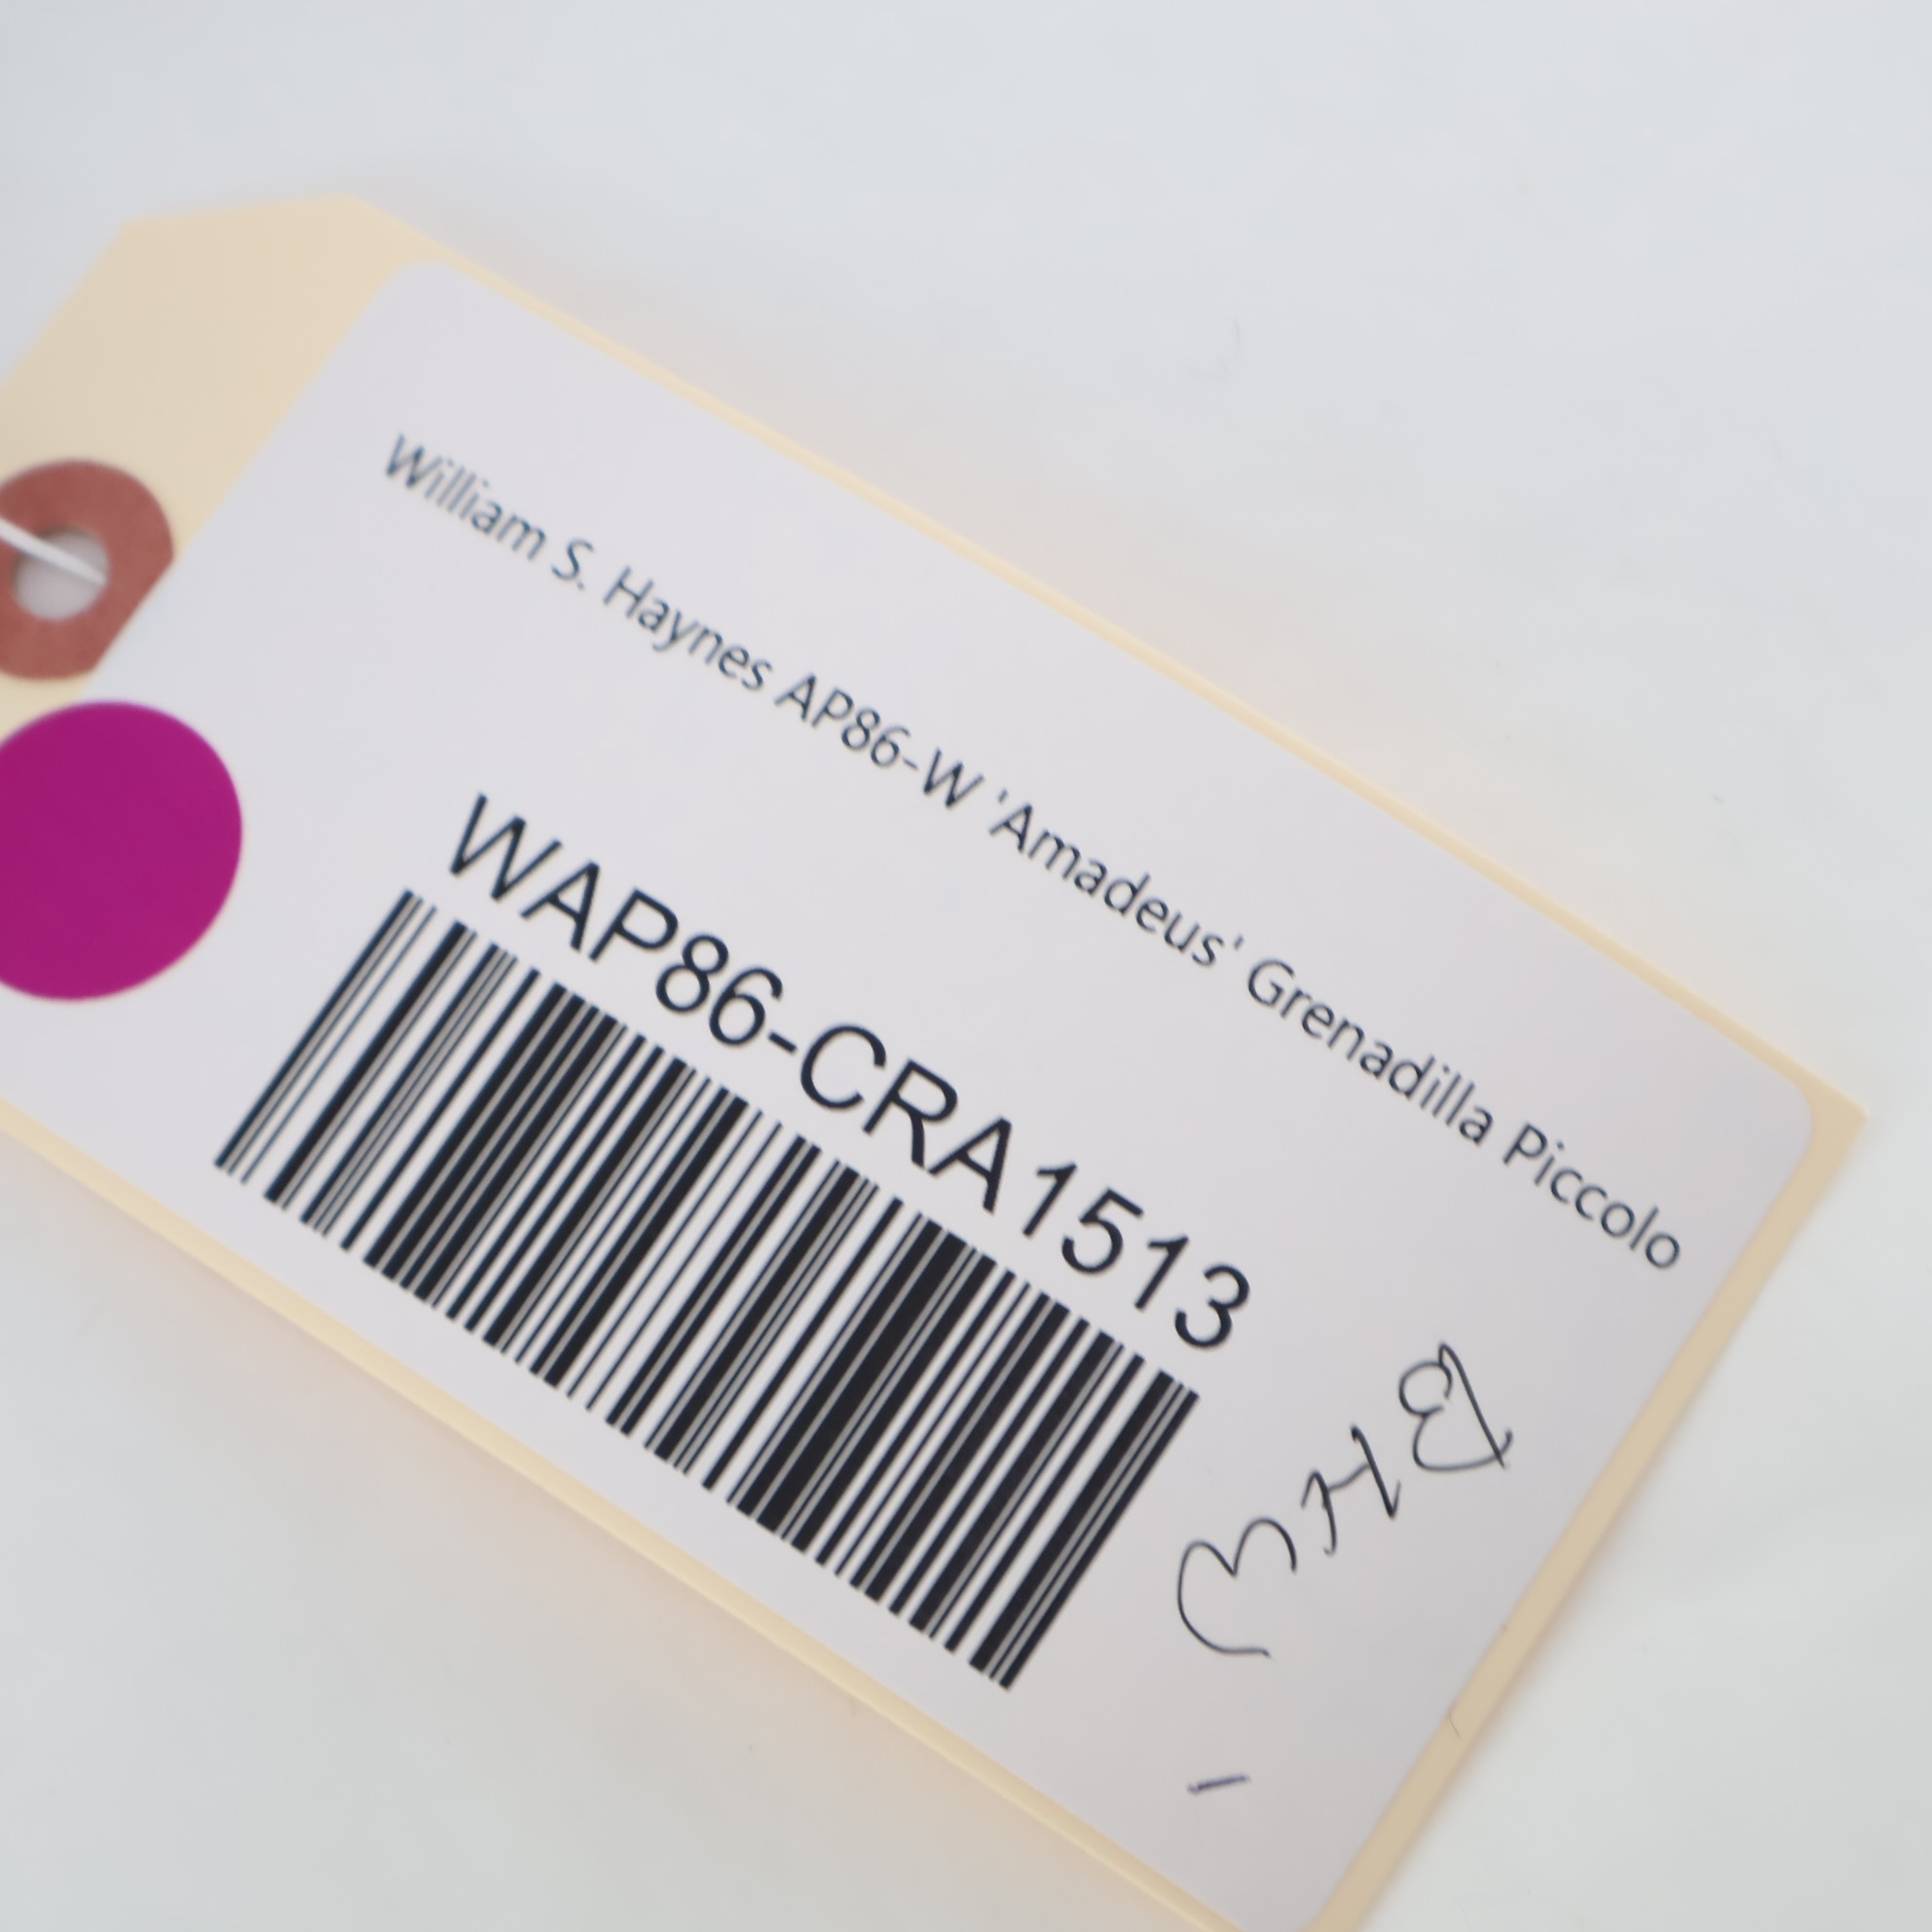 William S. Haynes AP86-W 'Amadeus' Grenadilla Piccolo
WAP86-CRA1513